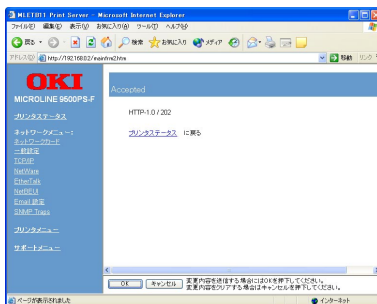 MLETB11 Print Server - Microsoft Internet Explorer
ファイル(F) 編集(E) 表示(V) お気に入り(A) ツール(T) ヘルプ(H)
戻る 検索 お気に入り メディア
アドレス(D) http://192.168.0.2/mainfrm2.htm 移動 リンク
OKI
MICROLINE 9600PS-F
プリンタステータス
ネットワークメニュー:
ネットワークカード
一般設定
TCP/IP
NetWare
EtherTalk
NetBEUI
Email 設定
SNMP Traps
プリンタメニュー
サポートメニュー
Accepted
HTTP-1.0 / 202
プリンタステータス に戻る
OK キャンセル 変更内容を送信する場合にはOKを押下してください。
変更内容をクリアする場合はキャンセルを押下してください。
ページが表示されました インターネット